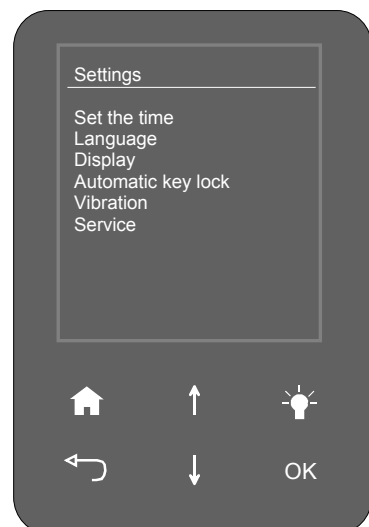 Settings
Set the time
Language
Display
Automatic key lock
Vibration
Service
OK